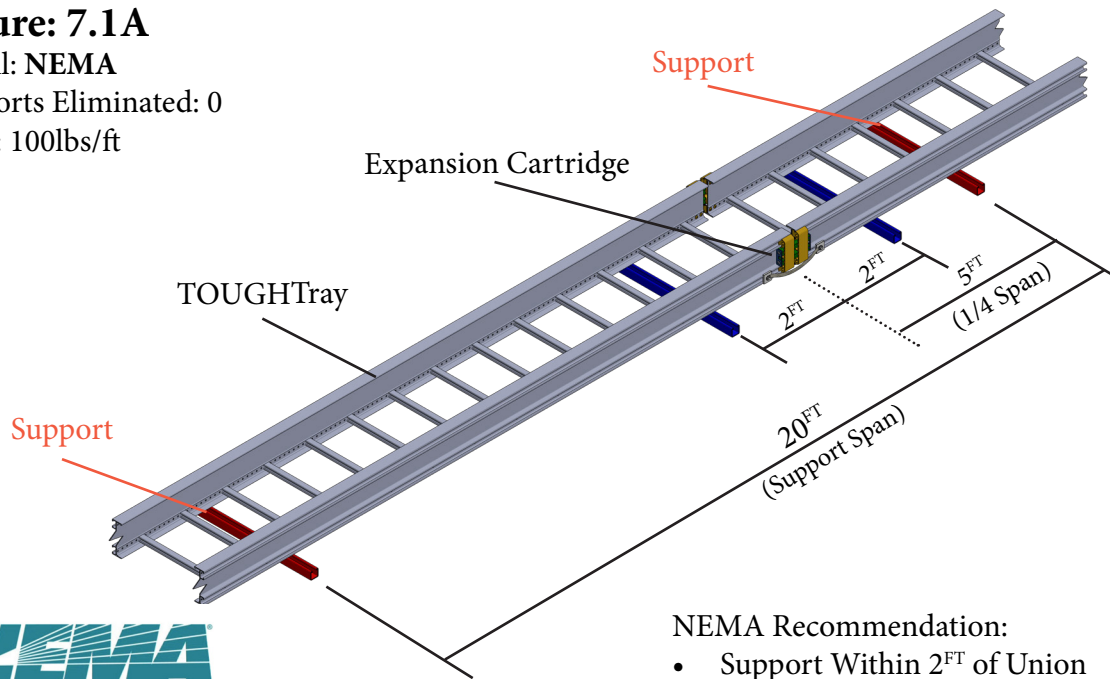 ure: 7.1A
l: NEMA
orts Eliminated: 0
: 100lbs/ft
Support
Expansion Cartridge
TOUGHTray
Support
2FT
2FT
5FT
(1/4 Span)
20FT
(Support Span)
NEMA Recommendation:
• Support Within 2FT of Union